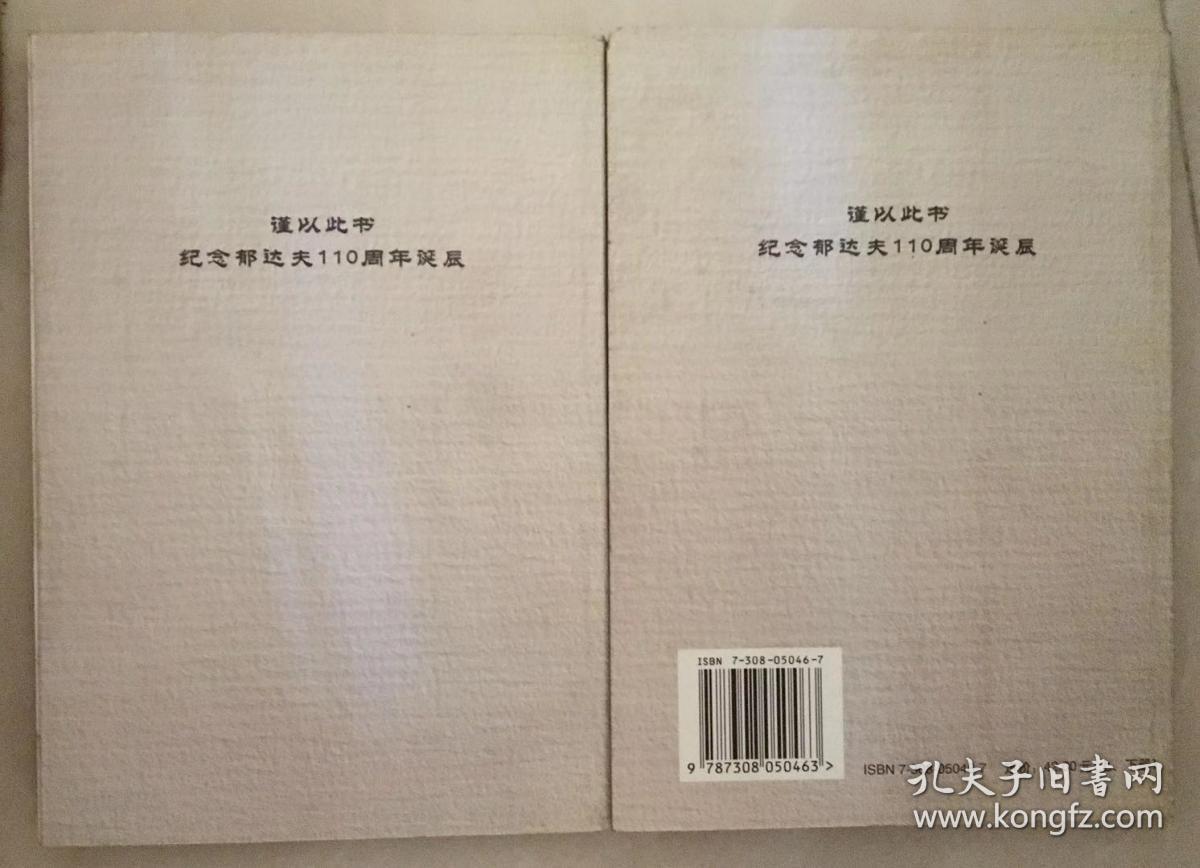 谨以此书
纪念郁达夫110周年诞辰
谨以此书
纪念郁达夫110周年诞辰
ISBN 7-308-05046-7
9 787308 050463 >
ISBN
孔夫子旧书网
www.kongfz.com